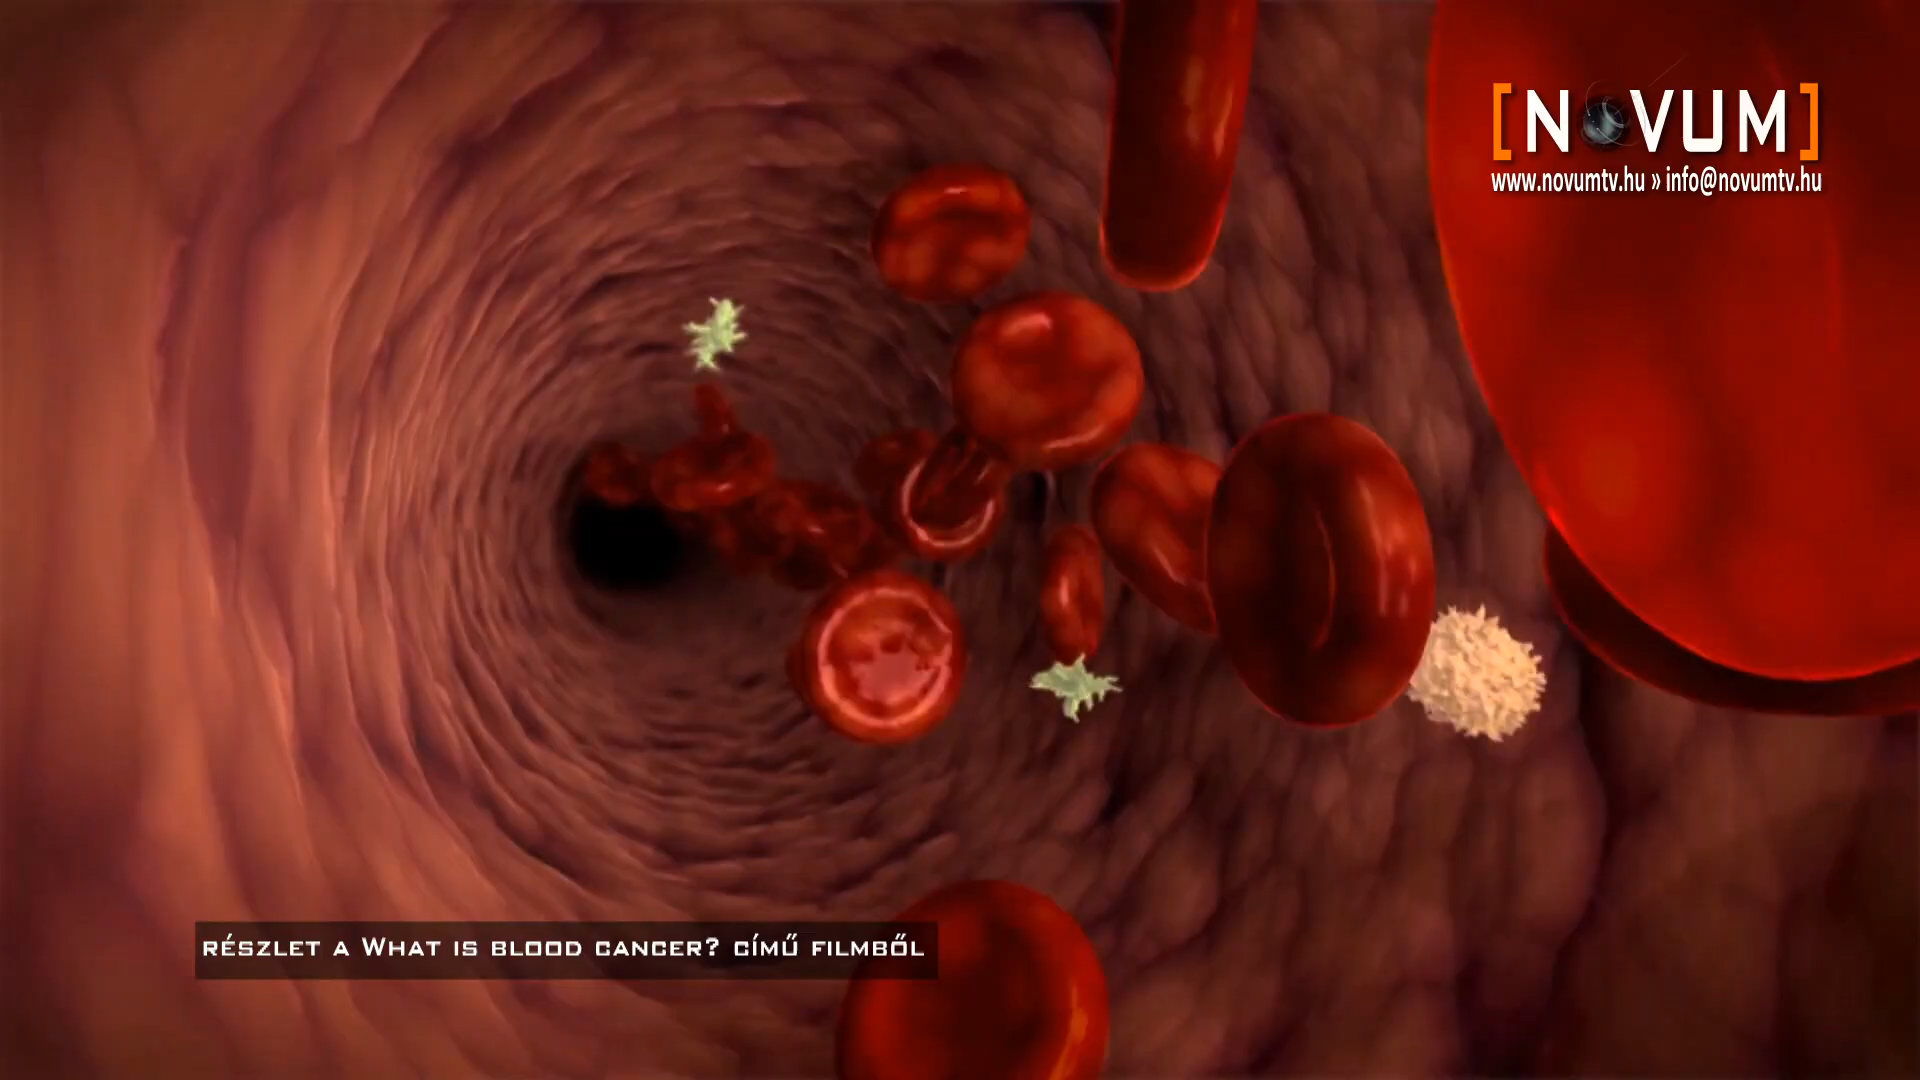 [NOVUM]
www.novumtv.hu » info@novumtv.hu
RÉSZLET A WHAT IS BLOOD CANCER? CÍMŰ FILMBŐL